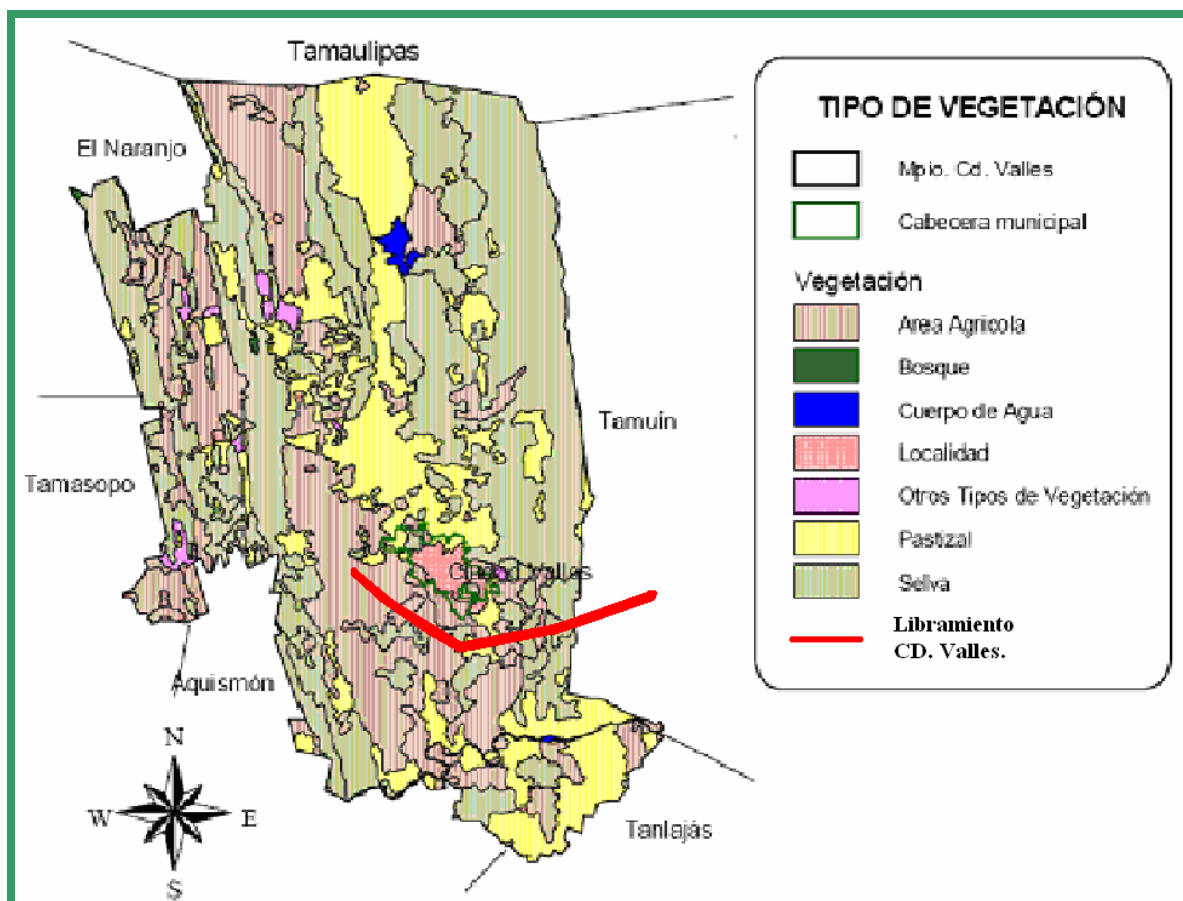 Tamaulipas
El Naranjo
Tamuín
Tamasopo
Ciudad Valles
Aquismón
Tanlajás
N
W
E
S
TIPO DE VEGETACIÓN
Mpio. Cd. Valles
Cabecera municipal
Vegetación
Area Agricola
Bosque
Cuerpo de Agua
Localidad
Otros Tipos de Vegetación
Pastizal
Selva
Libramiento
CD. Valles.